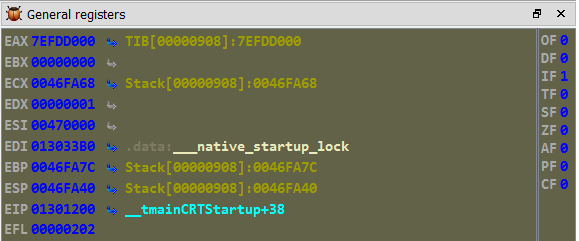 General registers
EAX 7EFDD000 TIB[00000908]:7EFDD000 OF 0
EBX 00000000 DF 0
ECX 0046FA68 Stack[00000908]:0046FA68 IF 1
EDX 00000001 TF 0
ESI 00470000 SF 0
EDI 013033B0 .data:___native_startup_lock ZF 0
EBP 0046FA7C Stack[00000908]:0046FA7C AF 0
ESP 0046FA40 Stack[00000908]:0046FA40 PF 0
EIP 01301200 __tmainCRTStartup+38 CF 0
EFL 00000202